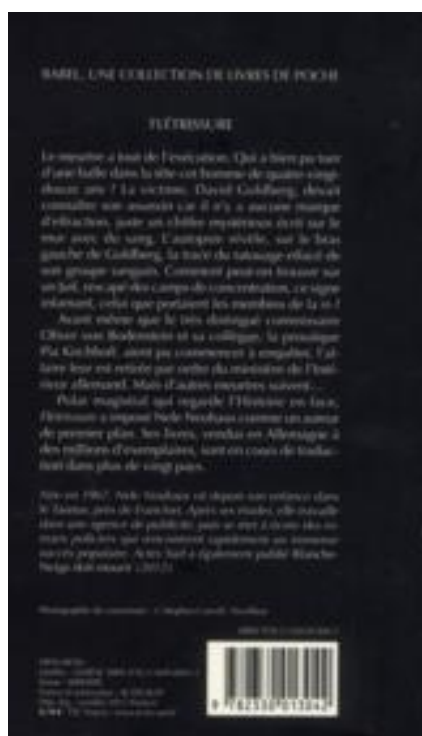 BABEL, UNE COLLECTION DE LIVRES DE POCHE
FLÉTRISSURE
Le meurtre a tout de l'exécution. Qui a bien pu tuer
d'une balle dans la tête cet homme de quatre-vingt-
douze ans ? La victime, David Goldberg, devait
connaître son assassin car il n'y a aucune marque
d'effraction, juste un chiffre mystérieux écrit sur le
mur avec du sang. L'autopsie révèle, sur le bras
gauche de Goldberg, la trace du tatouage effacé de
son groupe sanguin. Comment peut-on trouver sur
un Juif, rescapé des camps de concentration, ce signe
infamant, celui que portaient les membres de la SS ?
Avant même que le très distingué commissaire
Oliver von Bodenstein et sa collègue, la
Pia Kirchhoff, aient pu commencer à enquêter, l'af-
faire leur est retirée par ordre du ministère de l'Inté-
rieur allemand. Mais d'autres meurtres suivent...
Polar magistral qui regarde l'Histoire en face,
Flétrissure a imposé Nele Neuhaus comme un auteur
de premier plan. Ses livres, vendus en Allemagne à
des millions d'exemplaires, sont en cours de traduc-
tion dans plus de vingt pays.
Née en 1967, Nele Neuhaus vit depuis son enfance dans
le Taunus, près de Francfort. Après ses études, elle travaille
dans une agence de publicité, puis se met à écrire des ro-
mans policiers qui rencontrent rapidement un immense
succès populaire. Actes Sud a également publié Blanche-
Neige doit mourir (2012).
Photographie de couverture :
9 782330 013042